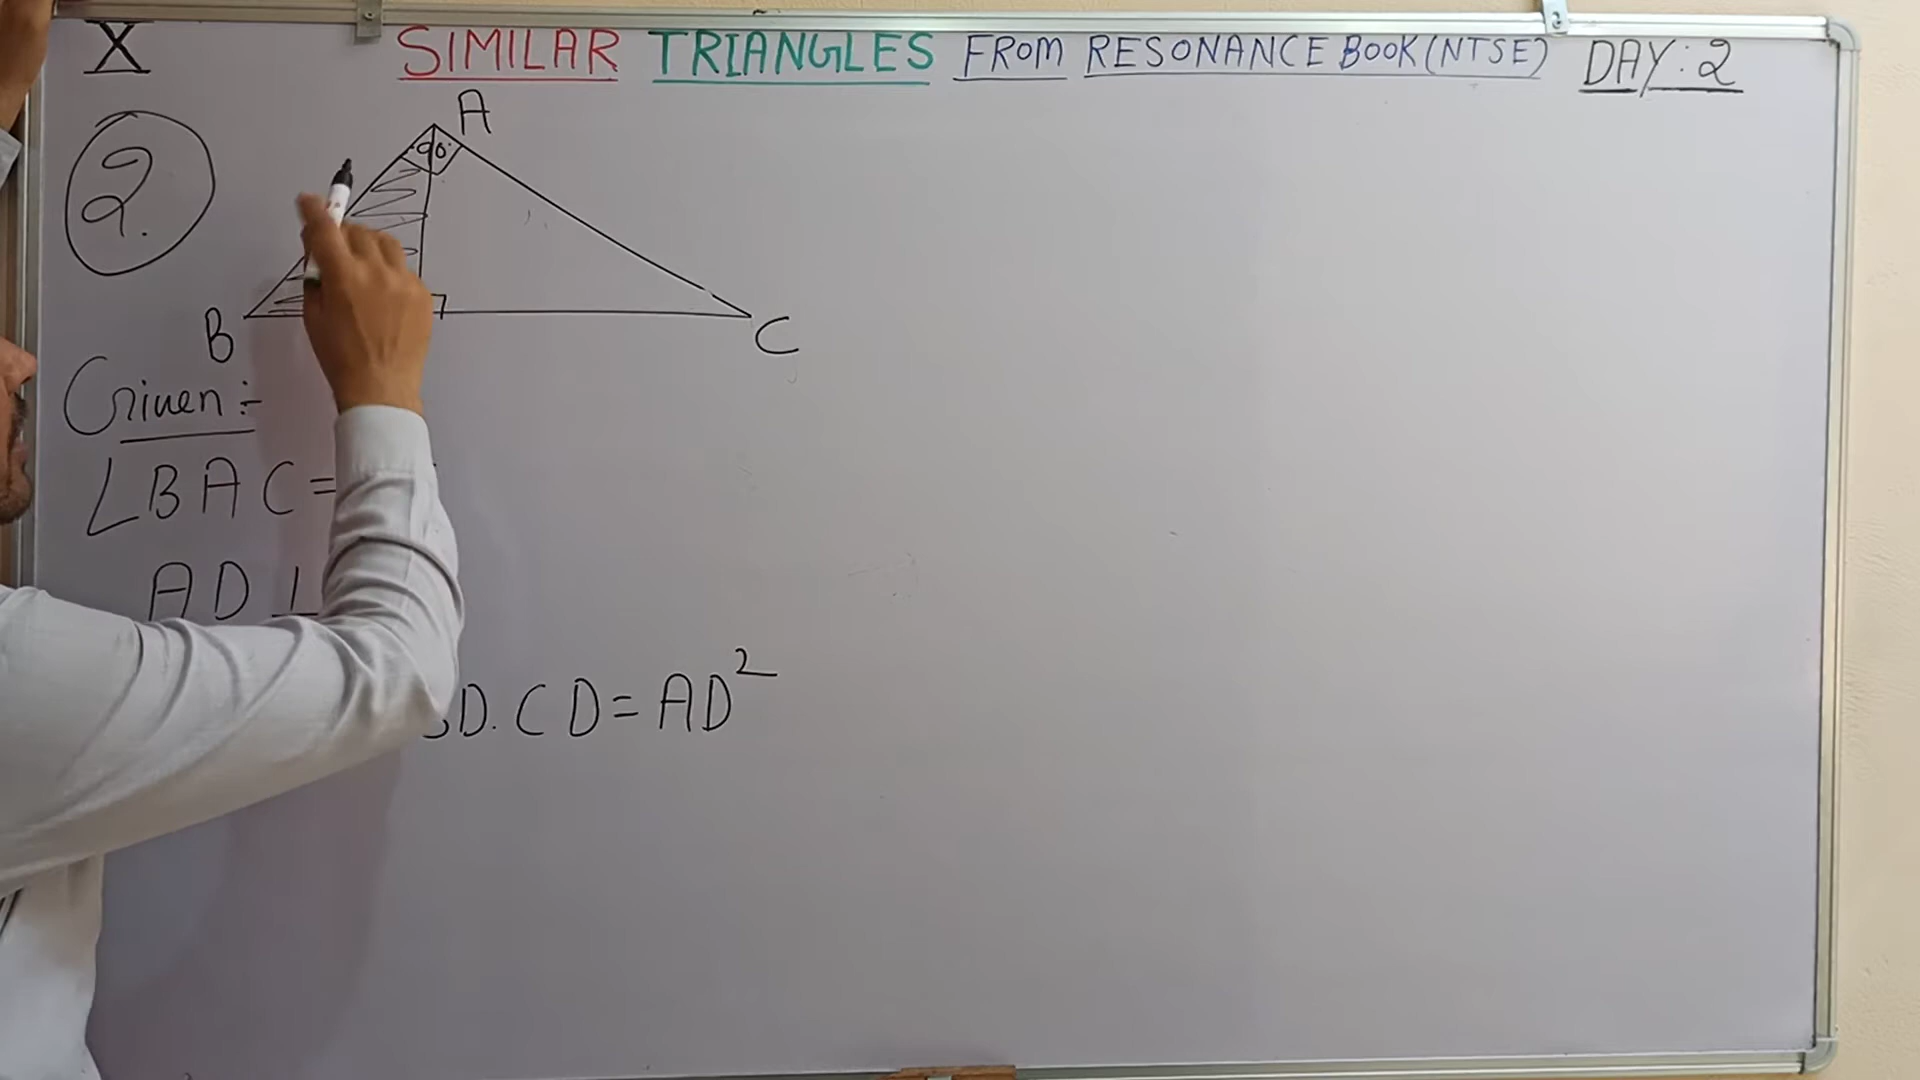 X SIMILAR TRIANGLES FROM RESONANCE BOOK (NTSE) DAY: 2
2.
A
90°
B
C
Given :-
∠BAC =
AD ⊥
D. CD = AD²